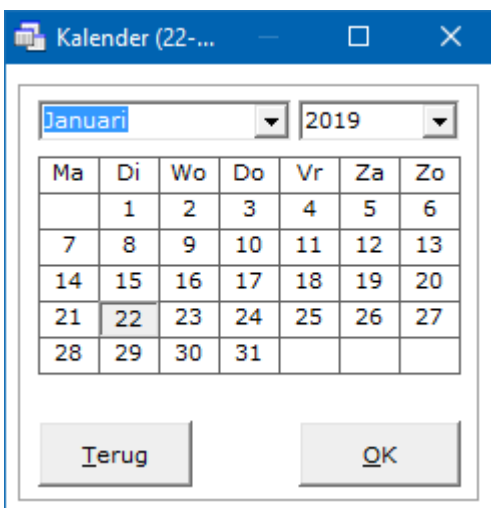 Kalender (22-...
Januari 2019
Ma Di Wo Do Vr Za Zo
1 2 3 4 5 6
7 8 9 10 11 12 13
14 15 16 17 18 19 20
21 22 23 24 25 26 27
28 29 30 31
Terug OK